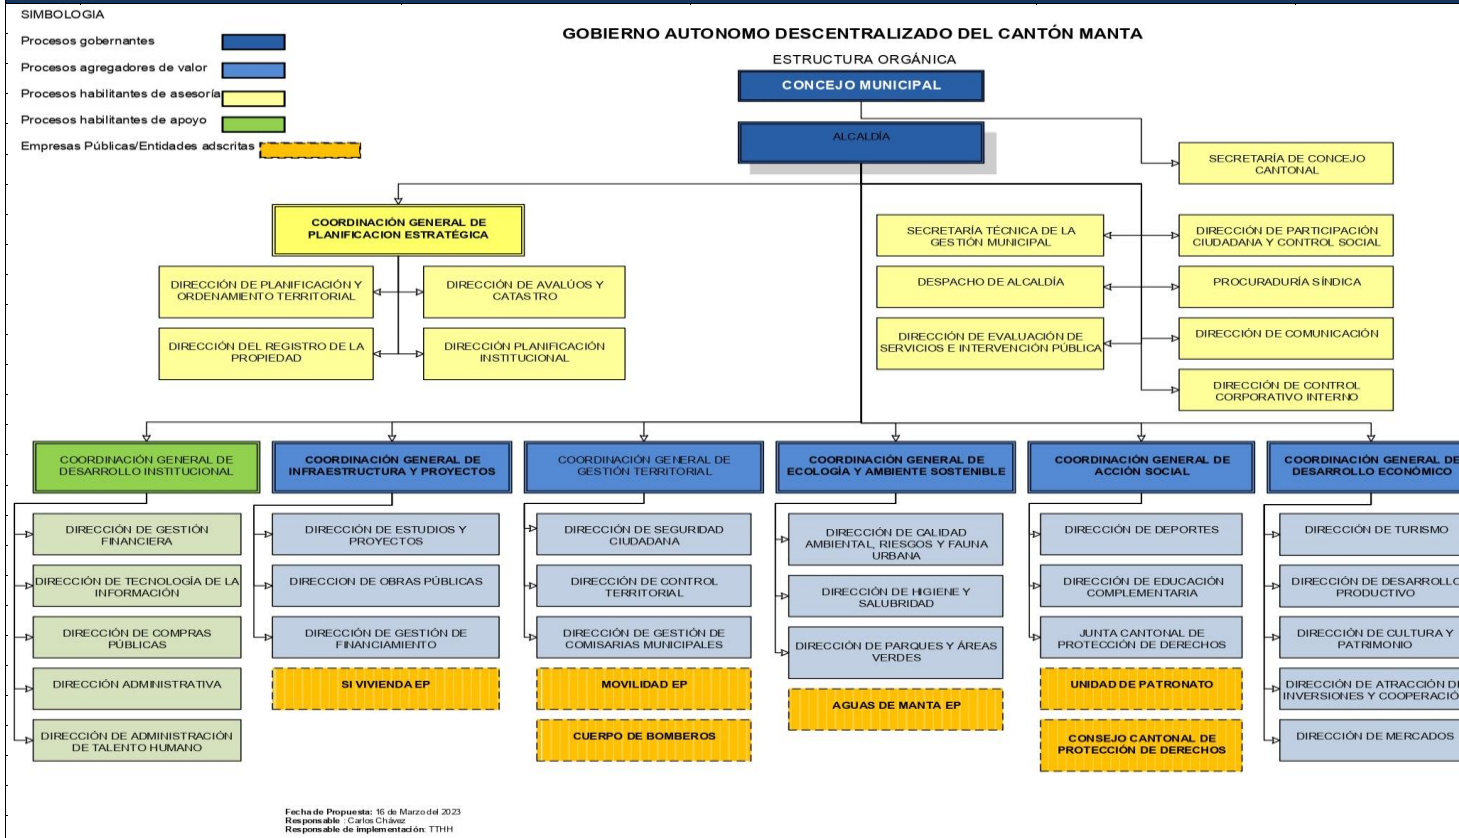 SIMBOLOGIA
Procesos gobernantes
Procesos agregadores de valor
Procesos habilitantes de asesoría
Procesos habilitantes de apoyo
Empresas Públicas/Entidades adscritas
GOBIERNO AUTONOMO DESCENTRALIZADO DEL CANTÓN MANTA
ESTRUCTURA ORGÁNICA
CONCEJO MUNICIPAL
ALCALDÍA
SECRETARÍA DE CONCEJO
CANTONAL
COORDINACIÓN GENERAL DE
PLANIFICACION ESTRATÉGICA
DIRECCIÓN DE PLANIFICACIÓN Y
ORDENAMIENTO TERRITORIAL
DIRECCIÓN DE AVALÚOS Y
CATASTRO
DIRECCIÓN DEL REGISTRO DE LA
PROPIEDAD
DIRECCIÓN PLANIFICACIÓN
INSTITUCIONAL
SECRETARÍA TÉCNICA DE LA
GESTIÓN MUNICIPAL
DIRECCIÓN DE PARTICIPACIÓN
CIUDADANA Y CONTROL SOCIAL
DESPACHO DE ALCALDÍA
PROCURADURÍA SÍNDICA
DIRECCIÓN DE EVALUACIÓN DE
SERVICIOS E INTERVENCIÓN PÚBLICA
DIRECCIÓN DE COMUNICACIÓN
DIRECCIÓN DE CONTROL
CORPORATIVO INTERNO
COORDINACIÓN GENERAL DE
DESARROLLO INSTITUCIONAL
DIRECCIÓN DE GESTIÓN
FINANCIERA
DIRECCIÓN DE TECNOLOGÍA DE LA
INFORMACIÓN
DIRECCIÓN DE COMPRAS
PÚBLICAS
DIRECCIÓN ADMINISTRATIVA
DIRECCIÓN DE ADMINISTRACIÓN
DE TALENTO HUMANO
COORDINACIÓN GENERAL DE
INFRAESTRUCTURA Y PROYECTOS
DIRECCIÓN DE ESTUDIOS Y
PROYECTOS
DIRECCION DE OBRAS PÚBLICAS
DIRECCIÓN DE GESTIÓN DE
FINANCIAMIENTO
SI VIVIENDA EP
COORDINACIÓN GENERAL DE
GESTIÓN TERRITORIAL
DIRECCIÓN DE SEGURIDAD
CIUDADANA
DIRECCIÓN DE CONTROL
TERRITORIAL
DIRECCIÓN DE GESTIÓN DE
COMISARIAS MUNICIPALES
MOVILIDAD EP
CUERPO DE BOMBEROS
COORDINACIÓN GENERAL DE
ECOLOGÍA Y AMBIENTE SOSTENIBLE
DIRECCIÓN DE CALIDAD
AMBIENTAL, RIESGOS Y FAUNA
URBANA
DIRECCIÓN DE HIGIENE Y
SALUBRIDAD
DIRECCIÓN DE PARQUES Y ÁREAS
VERDES
AGUAS DE MANTA EP
COORDINACIÓN GENERAL DE
ACCIÓN SOCIAL
DIRECCIÓN DE DEPORTES
DIRECCIÓN DE EDUCACIÓN
COMPLEMENTARIA
JUNTA CANTONAL DE
PROTECCIÓN DE DERECHOS
UNIDAD DE PATRONATO
CONSEJO CANTONAL DE
PROTECCIÓN DE DERECHOS
COORDINACIÓN GENERAL DE
DESARROLLO ECONÓMICO
DIRECCIÓN DE TURISMO
DIRECCIÓN DE DESARROLLO
PRODUCTIVO
DIRECCIÓN DE CULTURA Y
PATRIMONIO
DIRECCIÓN DE ATRACCIÓN DE
INVERSIONES Y COOPERACIÓ
DIRECCIÓN DE MERCADOS
Fecha de Propuesta: 16 de Marzo del 2023
Responsable : Carlos Chávez
Responsable de implementación: TTHH